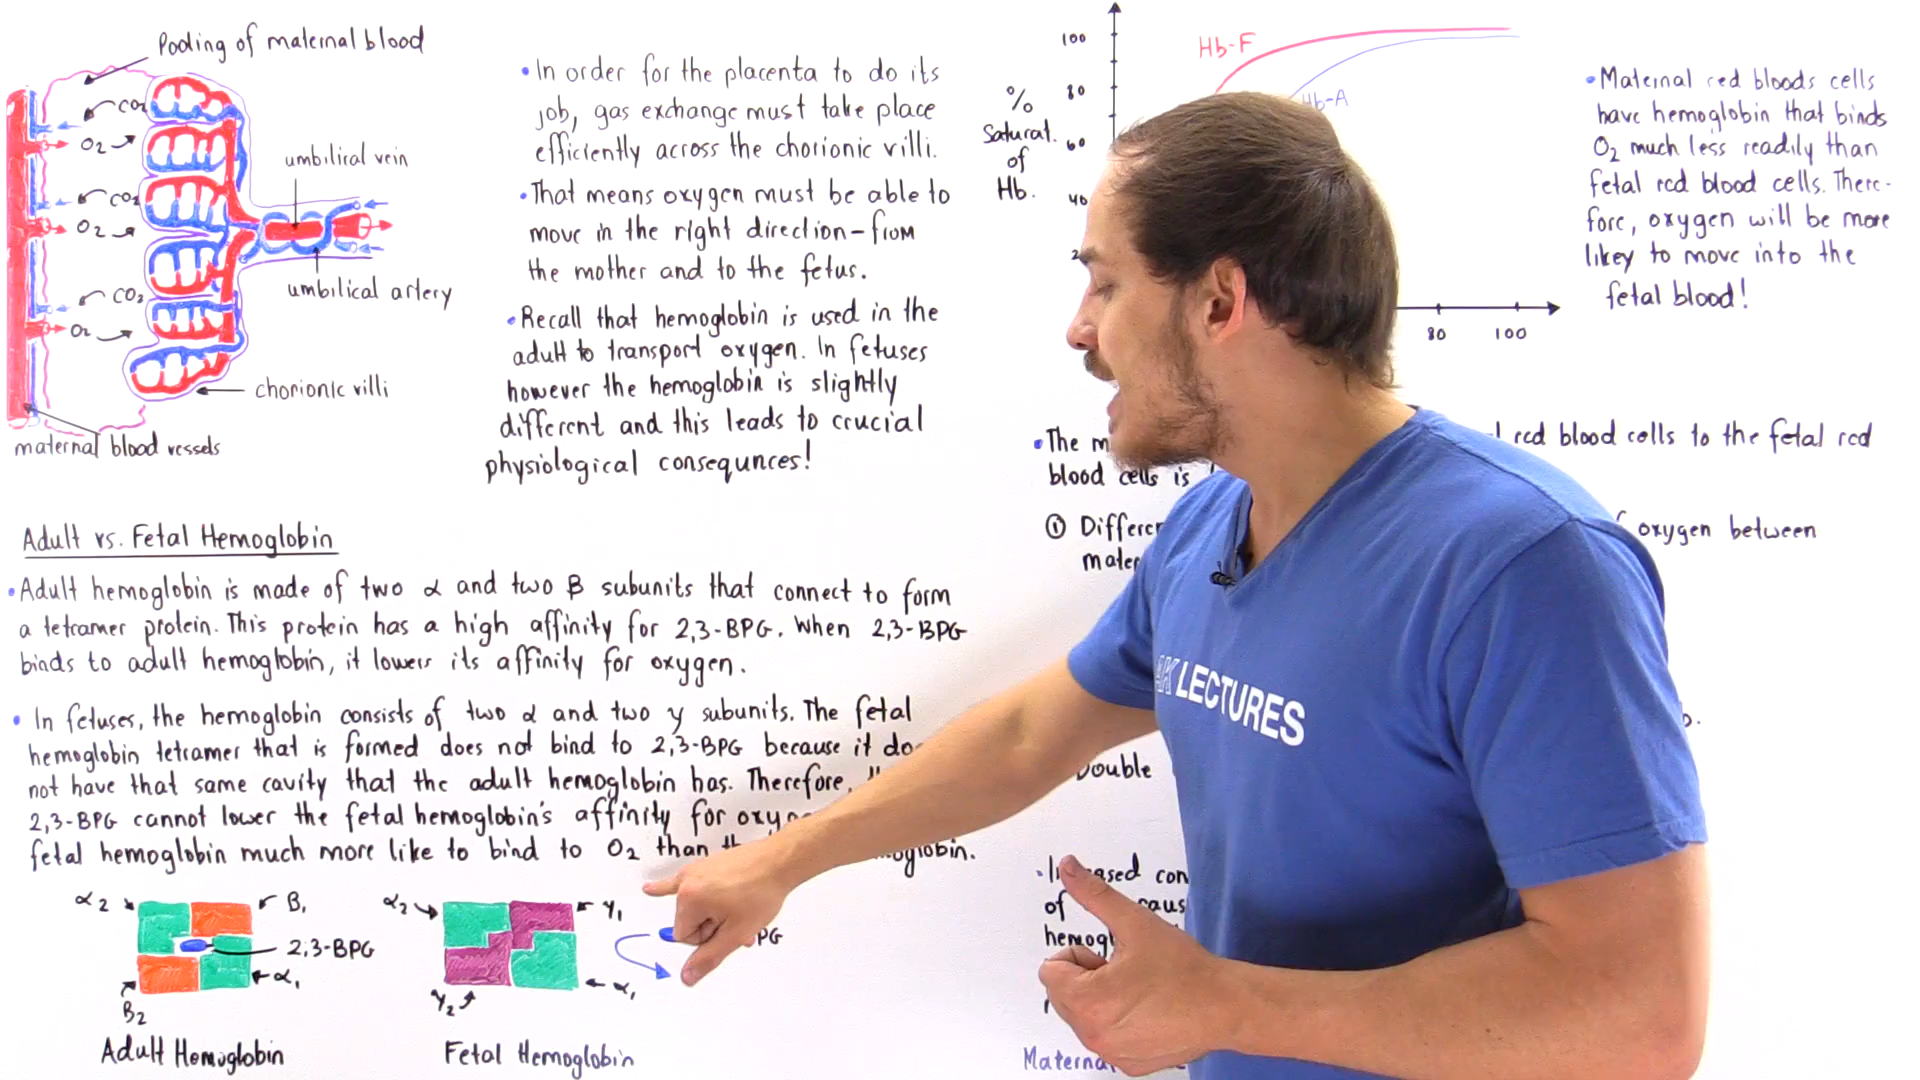 Pooling of maternal blood
CO2
O2
umbilical vein
CO2
O2
umbilical artery
CO2
O2
chorionic villi
maternal blood vessels
• In order for the placenta to do its
job, gas exchange must take place
efficiently across the chorionic villi.
• That means oxygen must be able to
move in the right direction – from
the mother and to the fetus.
• Recall that hemoglobin is used in the
adult to transport oxygen. In fetuses
however the hemoglobin is slightly
different and this leads to crucial
physiological consequnces!
%
Saturat.
of
Hb.
100
80
60
40
Hb-F
Hb-A
80
100
• Maternal red bloods cells
have hemoglobin that binds
O2 much less readily than
fetal red blood cells. There-
fore, oxygen will be more
likey to move into the
fetal blood!
Adult vs. Fetal Hemoglobin
• Adult hemoglobin is made of two α and two β subunits that connect to form
a tetramer protein. This protein has a high affinity for 2,3-BPG. When 2,3-BPG
binds to adult hemoglobin, it lowers its affinity for oxygen.
• In fetuses, the hemoglobin consists of two α and two γ subunits. The fetal
hemoglobin tetramer that is formed does not bind to 2,3-BPG because it
not have that same cavity that the adult hemoglobin has. Therefore,
2,3-BPG cannot lower the fetal hemoglobin's affinity for
fetal hemoglobin much more like to bind to O2 than
α2
B1
2,3-BPG
α1
B2
Adult Hemoglobin
α2
γ1
α1
γ2
Fetal Hemoglobin
• The red blood cells to the fetal red
blood cells is
① oxygen between
Double
of
AK LECTURES